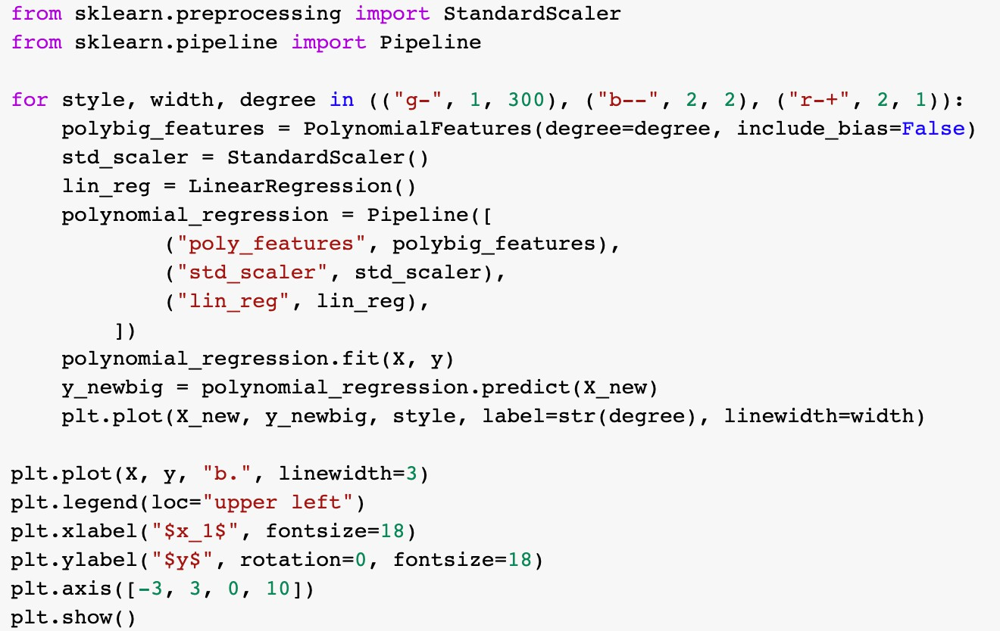 from sklearn.preprocessing import StandardScaler
from sklearn.pipeline import Pipeline

for style, width, degree in (("g-", 1, 300), ("b--", 2, 2), ("r-+", 2, 1)):
    polybig_features = PolynomialFeatures(degree=degree, include_bias=False)
    std_scaler = StandardScaler()
    lin_reg = LinearRegression()
    polynomial_regression = Pipeline([
            ("poly_features", polybig_features),
            ("std_scaler", std_scaler),
            ("lin_reg", lin_reg),
        ])
    polynomial_regression.fit(X, y)
    y_newbig = polynomial_regression.predict(X_new)
    plt.plot(X_new, y_newbig, style, label=str(degree), linewidth=width)

plt.plot(X, y, "b.", linewidth=3)
plt.legend(loc="upper left")
plt.xlabel("$x_1$", fontsize=18)
plt.ylabel("$y$", rotation=0, fontsize=18)
plt.axis([-3, 3, 0, 10])
plt.show()